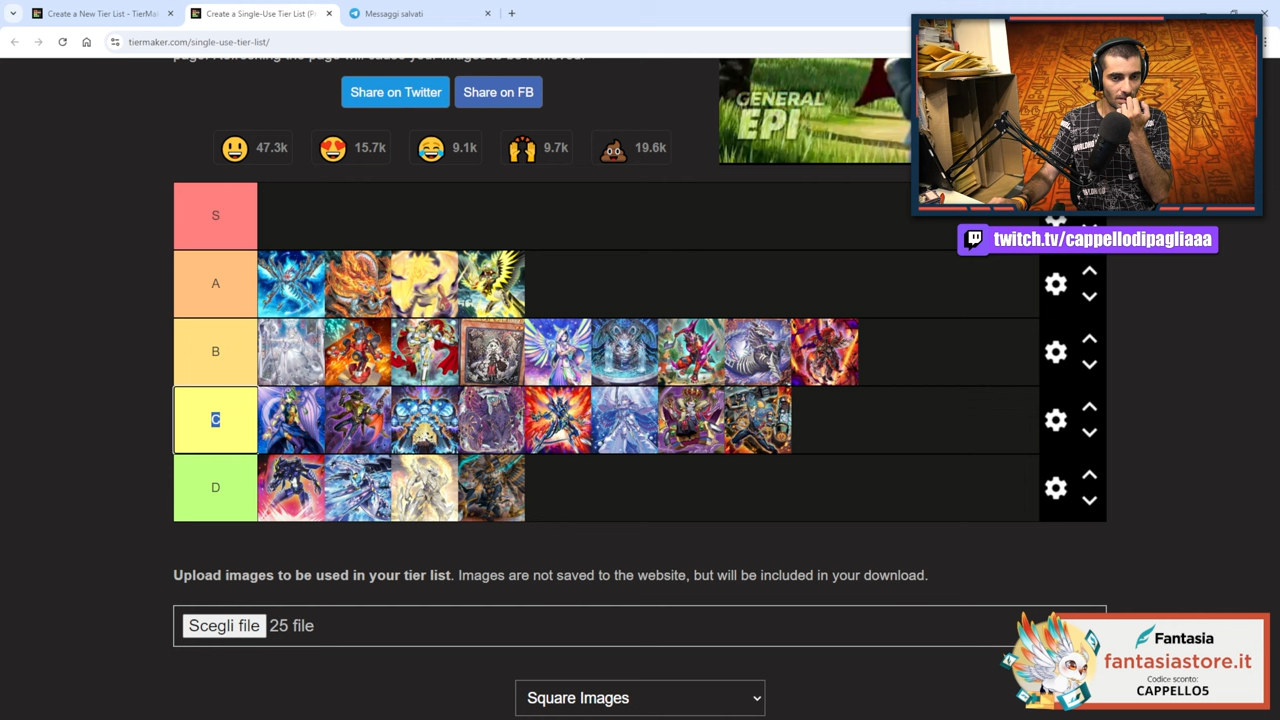 Create a New Tier List - TierMa
Create a Single-Use Tier List (P
Messaggi salvati
tiermaker.com/single-use-tier-list/
Share on Twitter
Share on FB
GENERAL
EPI
47.3k
15.7k
9.1k
9.7k
19.6k
S
twitch.tv/cappellodipagliaaa
A
B
C
D
Upload images to be used in your tier list. Images are not saved to the website, but will be included in your download.
Scegli file 25 file
Square Images
Fantasia
fantasiastore.it
Codice sconto:
CAPPELLO5